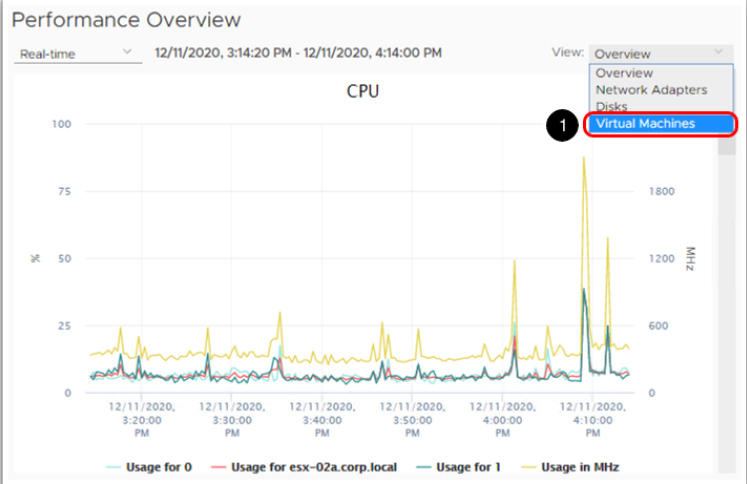 Performance Overview
Real-time 12/11/2020, 3:14:20 PM - 12/11/2020, 4:14:00 PM View: Overview
Overview
Network Adapters
Disks
1 Virtual Machines
CPU
100
75 1800
50 1200
% MHz
25 600
0 0
12/11/2020, 12/11/2020, 12/11/2020, 12/11/2020, 12/11/2020, 12/11/2020,
3:20:00 3:30:00 3:40:00 3:50:00 4:00:00 4:10:00
PM PM PM PM PM PM
Usage for 0 Usage for esx-02a.corp.local Usage for 1 Usage in MHz